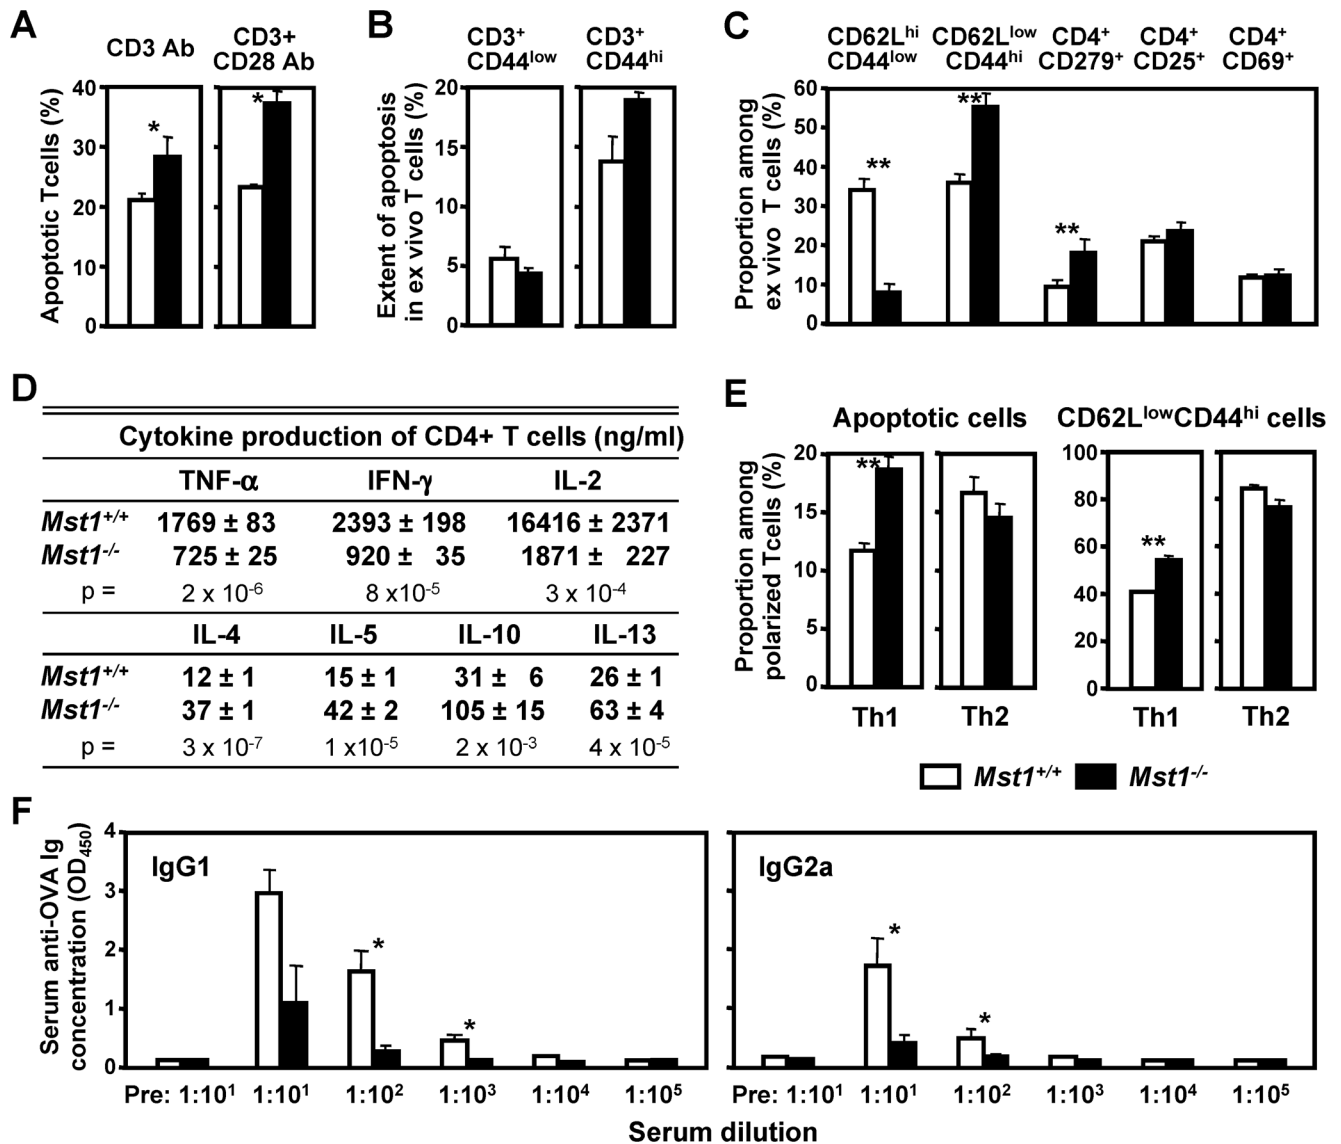 A
CD3 Ab
CD3+
CD28 Ab
Apoptotic Tcells (%)
40
30
20
10
0
*
*
B
CD3⁺
CD44ˡᵒʷ
CD3⁺
CD44ʰⁱ
Extent of apoptosis
in ex vivo T cells (%)
20
15
10
5
0
C
CD62Lʰⁱ
CD44ˡᵒʷ
CD62Lˡᵒʷ
CD44ʰⁱ
CD4⁺
CD279⁺
CD4⁺
CD25⁺
CD4⁺
CD69⁺
Proportion among
ex vivo T cells (%)
60
50
40
30
20
10
0
**
**
**
D
Cytokine production of CD4+ T cells (ng/ml)
TNF-α IFN-γ IL-2
Mst1⁺/⁺ 1769 ± 83 2393 ± 198 16416 ± 2371
Mst1⁻/⁻ 725 ± 25 920 ± 35 1871 ± 227
p = 2 x 10⁻⁶ 8 x10⁻⁵ 3 x 10⁻⁴
IL-4 IL-5 IL-10 IL-13
Mst1⁺/⁺ 12 ± 1 15 ± 1 31 ± 6 26 ± 1
Mst1⁻/⁻ 37 ± 1 42 ± 2 105 ± 15 63 ± 4
p = 3 x 10⁻⁷ 1 x10⁻⁵ 2 x 10⁻³ 4 x 10⁻⁵
E
Apoptotic cells
CD62LˡᵒʷCD44ʰⁱ cells
Proportion among
polarized Tcells (%)
20
15
10
5
0
**
Th1 Th2
100
80
60
40
20
0
**
Th1 Th2
Mst1⁺/⁺ Mst1⁻/⁻
F
Serum anti-OVA Ig
concentration (OD₄₅₀)
4
3
2
1
0
IgG1
*
*
Pre: 1:10¹ 1:10¹ 1:10² 1:10³ 1:10⁴ 1:10⁵
IgG2a
*
*
Pre: 1:10¹ 1:10¹ 1:10² 1:10³ 1:10⁴ 1:10⁵
Serum dilution